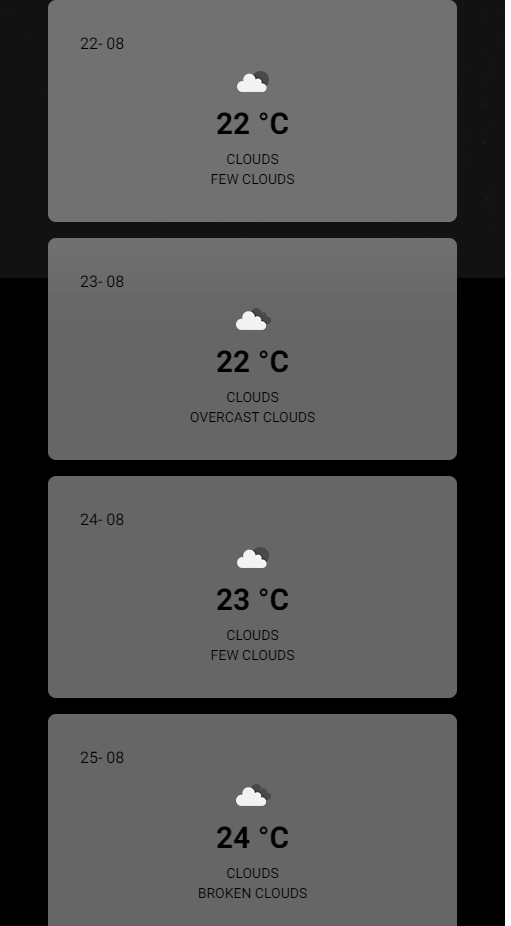 22- 08
22 °C
CLOUDS
FEW CLOUDS
23- 08
22 °C
CLOUDS
OVERCAST CLOUDS
24- 08
23 °C
CLOUDS
FEW CLOUDS
25- 08
24 °C
CLOUDS
BROKEN CLOUDS